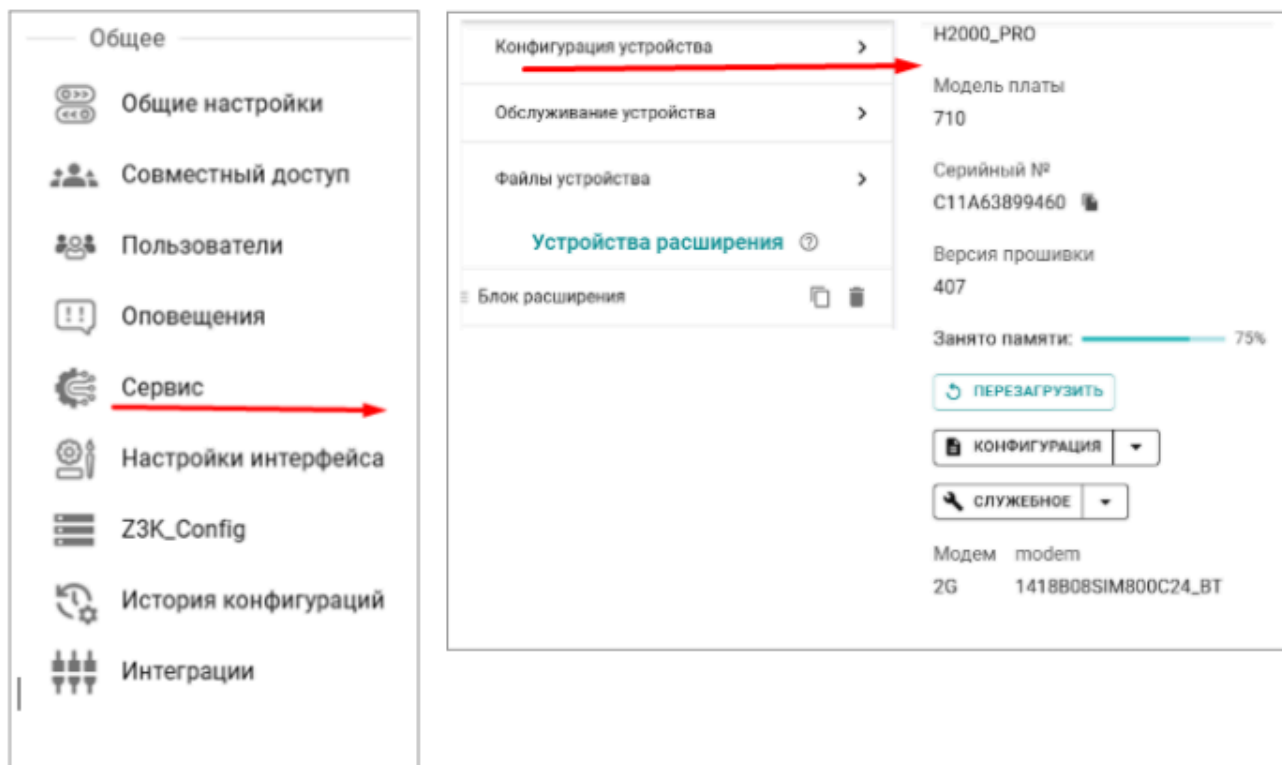 Общее
Общие настройки
Совместный доступ
Пользователи
Оповещения
Сервис
Настройки интерфейса
Z3K_Config
История конфигураций
Интеграции
Конфигурация устройства
Обслуживание устройства
Файлы устройства
Устройства расширения
Блок расширения
H2000_PRO
Модель платы
710
Серийный №
C11A63899460
Версия прошивки
407
Занято памяти: 75%
ПЕРЕЗАГРУЗИТЬ
КОНФИГУРАЦИЯ
СЛУЖЕБНОЕ
Модем modem
2G 1418B08SIM800C24_BT